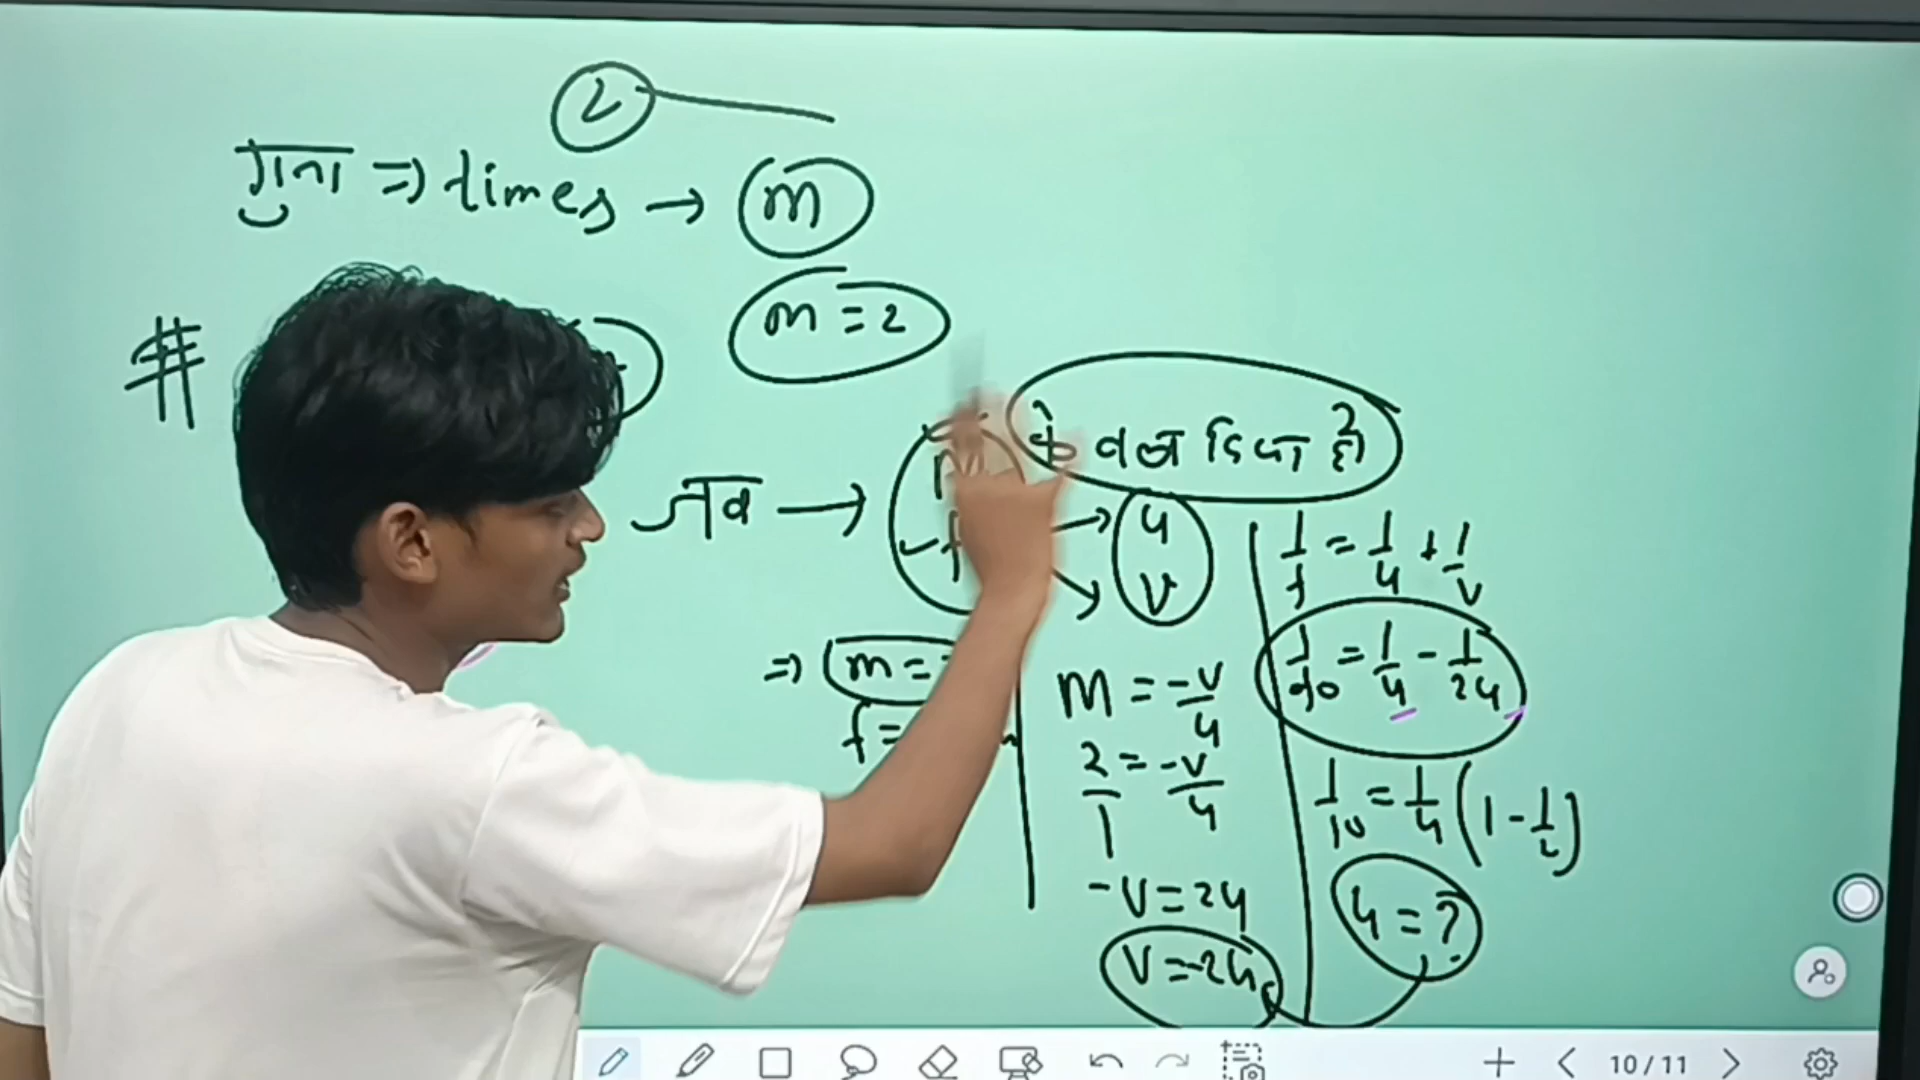 2
गुना => times → m
#
m = 2
के वल दिया हो
जब →
u
v
1/f = 1/u + 1/v
=> m =
f =
m = -v/u
2/1 = -v/u
-v = 2u
v = -2u
1/10 = 1/u - 1/2u
1/10 = 1/u (1 - 1/2)
u = ?
10 / 11